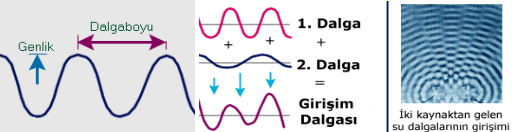 Dalgaboyu
Genlik
1. Dalga
+ + +
2. Dalga
=
Girişim
Dalgası
İki kaynaktan gelen
su dalgalarının girişimi